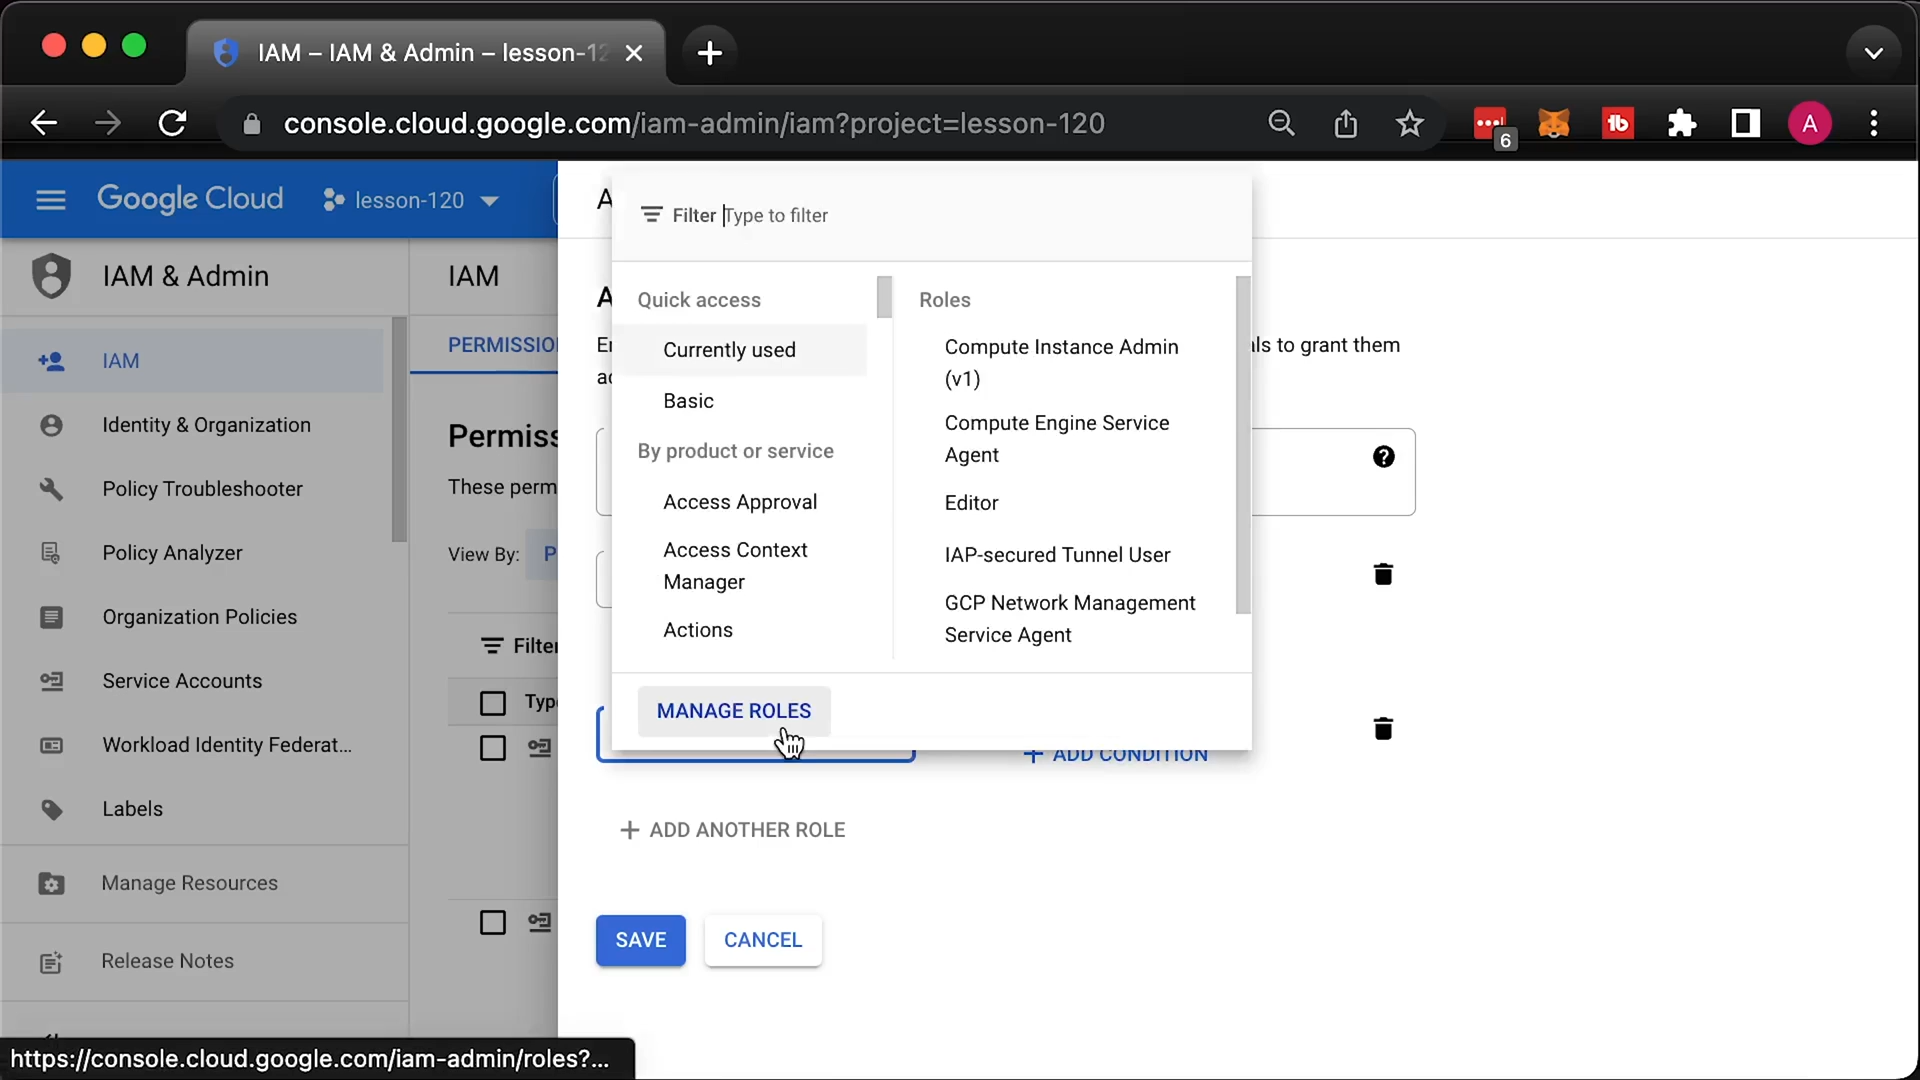 IAM – IAM & Admin – lesson-12
console.cloud.google.com/iam-admin/iam?project=lesson-120
6
A
Google Cloud
lesson-120
IAM & Admin
IAM
Identity & Organization
Policy Troubleshooter
Policy Analyzer
Organization Policies
Service Accounts
Workload Identity Federat...
Labels
Manage Resources
Release Notes
IAM
PERMISSIO
Permiss
These perm
View By: P
Filte
Typ
A
A
E
ls to grant them
ac
Filter Type to filter
Quick access
Currently used
Basic
By product or service
Access Approval
Access Context
Manager
Actions
Roles
Compute Instance Admin
(v1)
Compute Engine Service
Agent
Editor
IAP-secured Tunnel User
GCP Network Management
Service Agent
MANAGE ROLES
+ ADD CONDITION
+ ADD ANOTHER ROLE
SAVE
CANCEL
https://console.cloud.google.com/iam-admin/roles?...